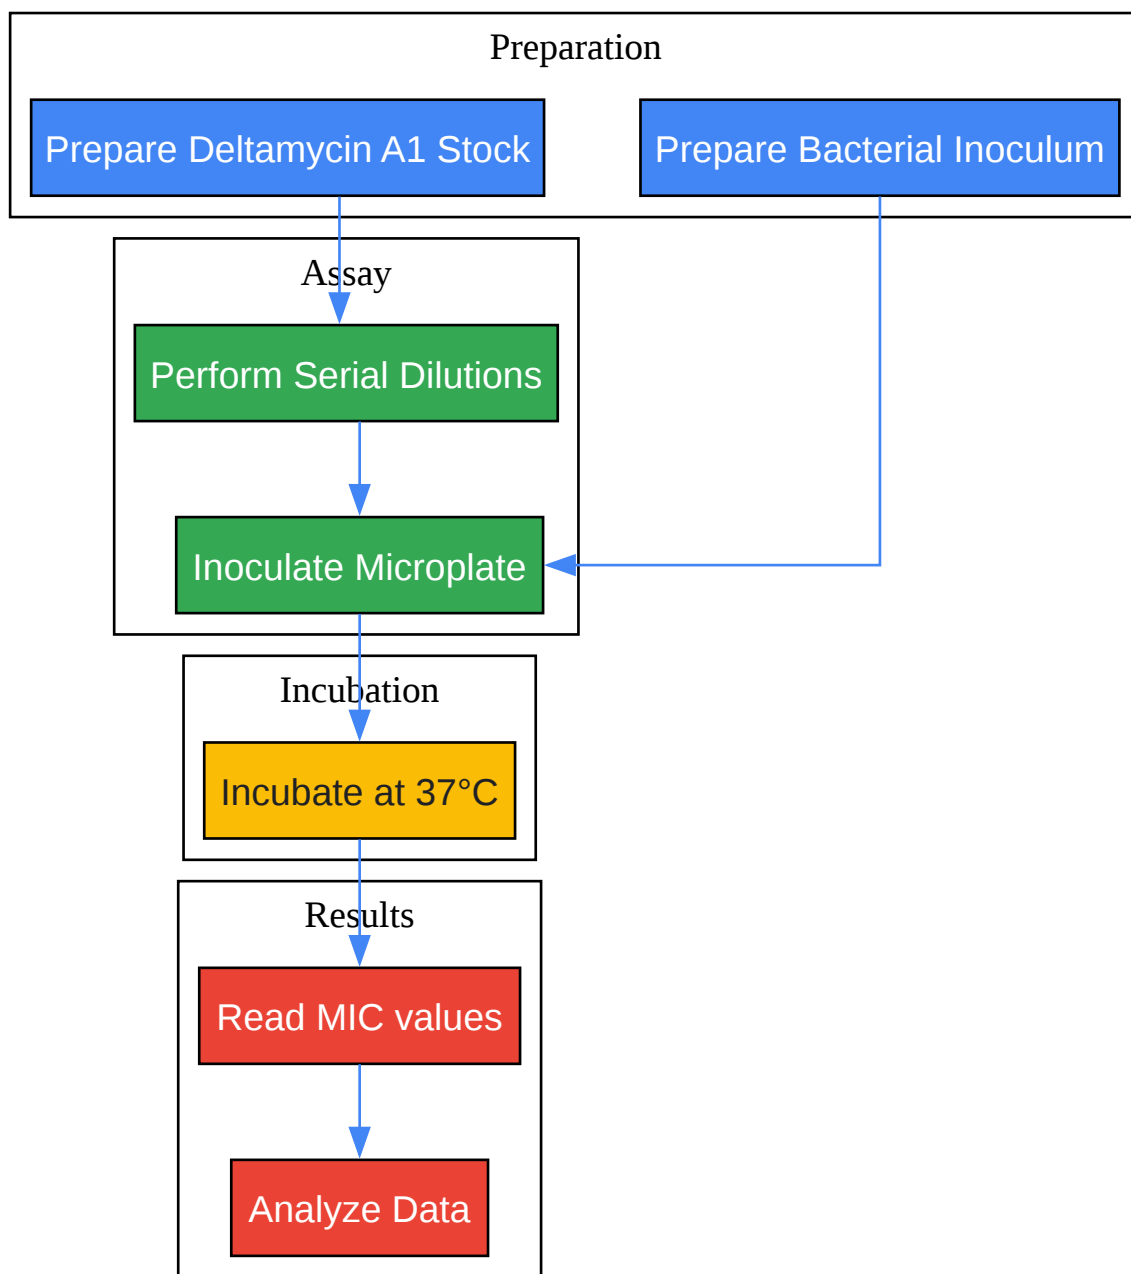 Preparation
Prepare Deltamycin A1 Stock
Prepare Bacterial Inoculum
Assay
Perform Serial Dilutions
Inoculate Microplate
Incubation
Incubate at 37°C
Results
Read MIC values
Analyze Data